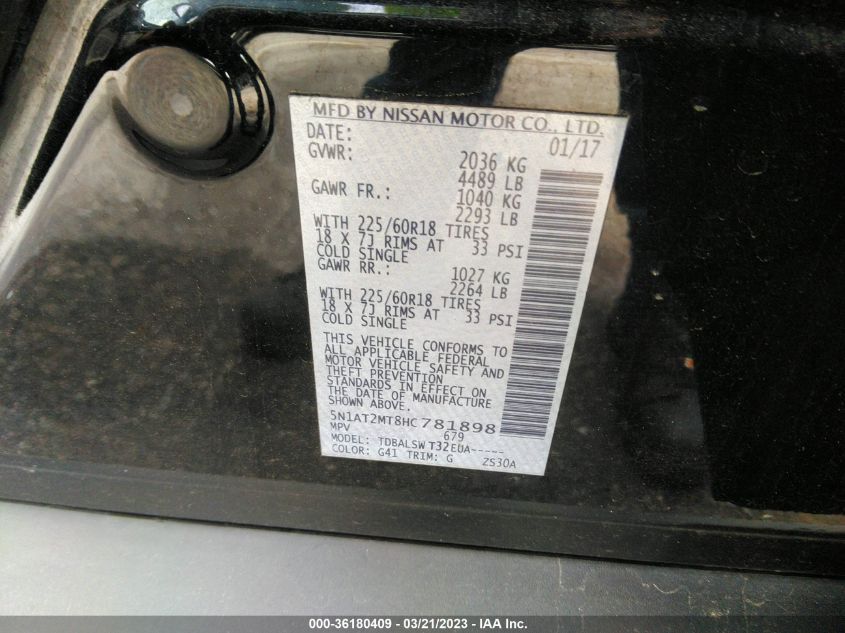 MFD BY NISSAN MOTOR CO., LTD.
DATE: 01/17
GVWR: 2036 KG
4489 LB
GAWR FR.: 1040 KG
2293 LB
WITH 225/60R18 TIRES
18 X 7J RIMS AT 33 PSI
COLD SINGLE
GAWR RR.: 1027 KG
2264 LB
WITH 225/60R18 TIRES
18 X 7J RIMS AT 33 PSI
COLD SINGLE
THIS VEHICLE CONFORMS TO
ALL APPLICABLE FEDERAL
MOTOR VEHICLE SAFETY AND
THEFT PREVENTION
STANDARDS IN EFFECT ON
THE DATE OF MANUFACTURE
SHOWN ABOVE.
5N1AT2MT8HC781898
MPV 679
MODEL: TDBALSWT32EUA-----
COLOR: G41 TRIM: G ZS30A
000-36180409 - 03/21/2023 - IAA Inc.